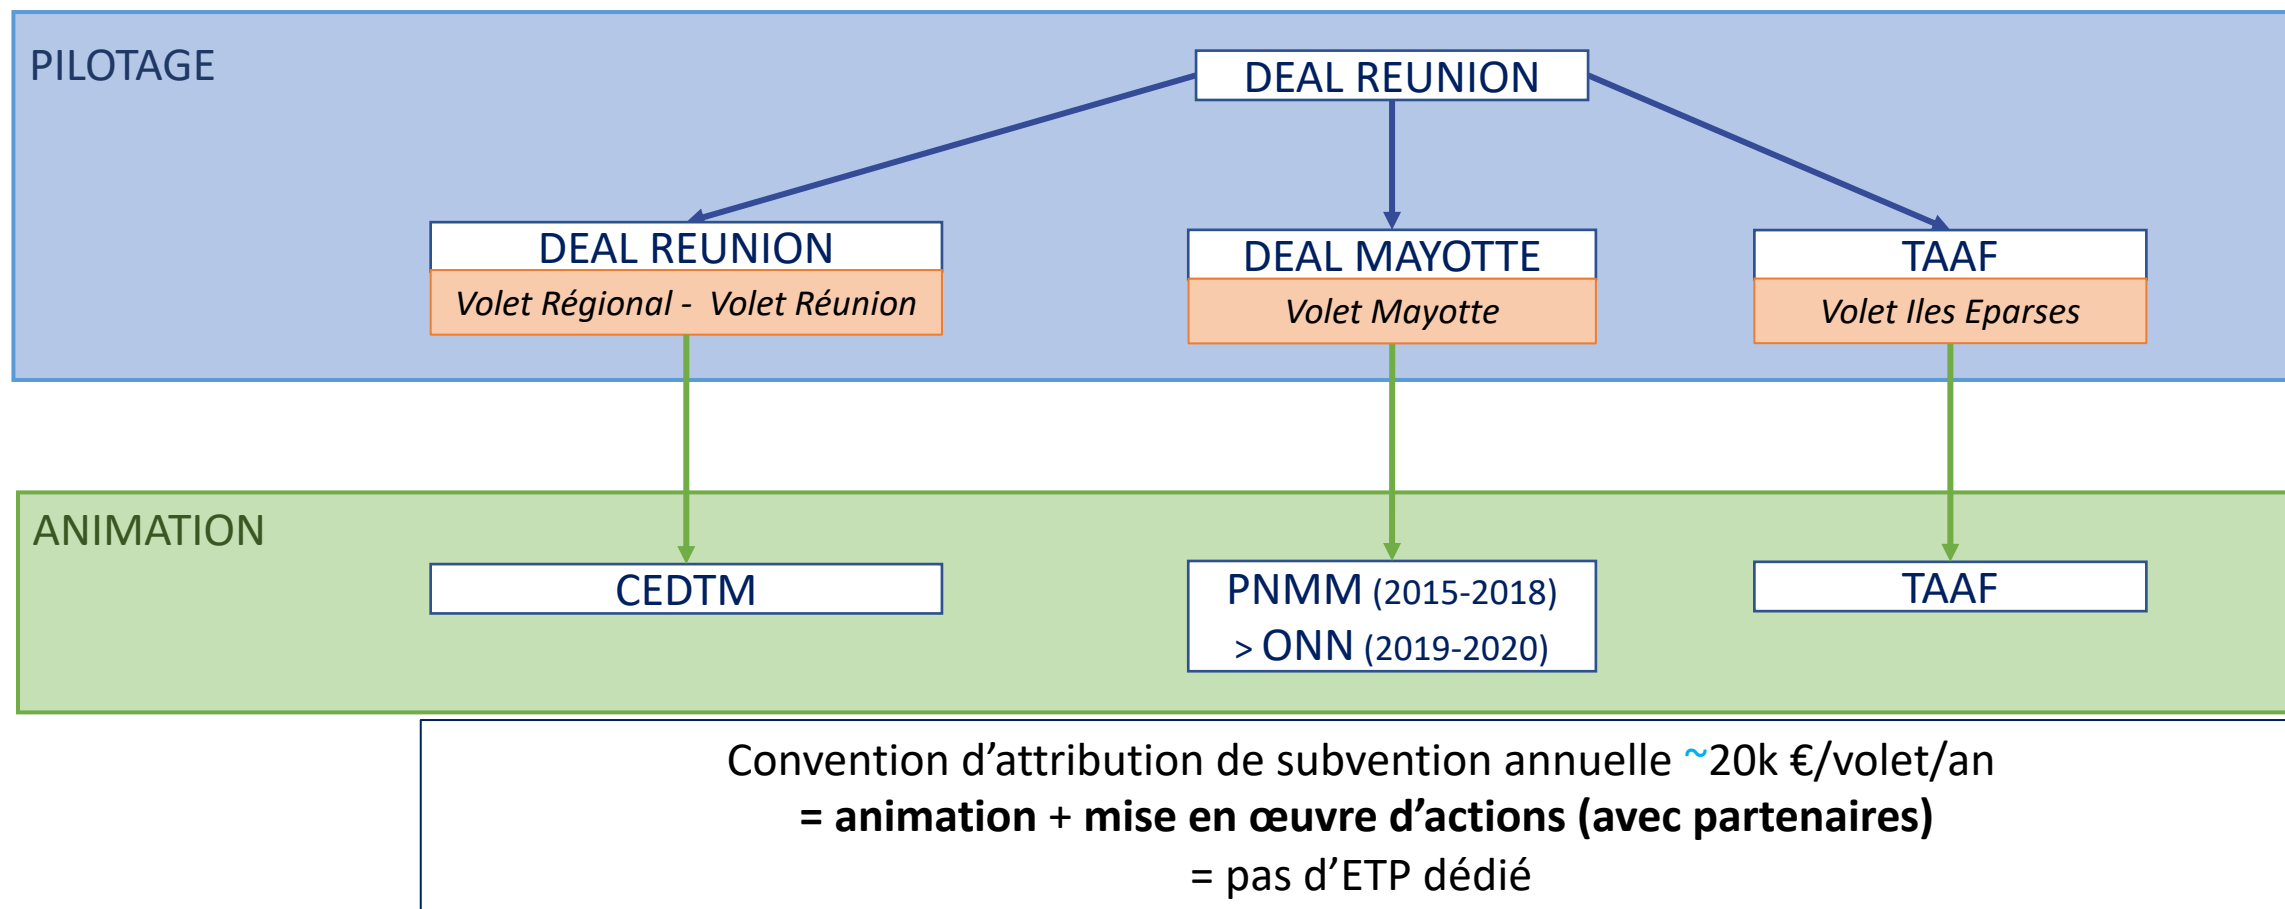 PILOTAGE
DEAL REUNION
DEAL REUNION
Volet Régional - Volet Réunion
DEAL MAYOTTE
Volet Mayotte
TAAF
Volet Iles Eparses
ANIMATION
CEDTM
PNMM (2015-2018)
> ONN (2019-2020)
TAAF
Convention d’attribution de subvention annuelle ~20k €/volet/an
= animation + mise en œuvre d’actions (avec partenaires)
= pas d’ETP dédié